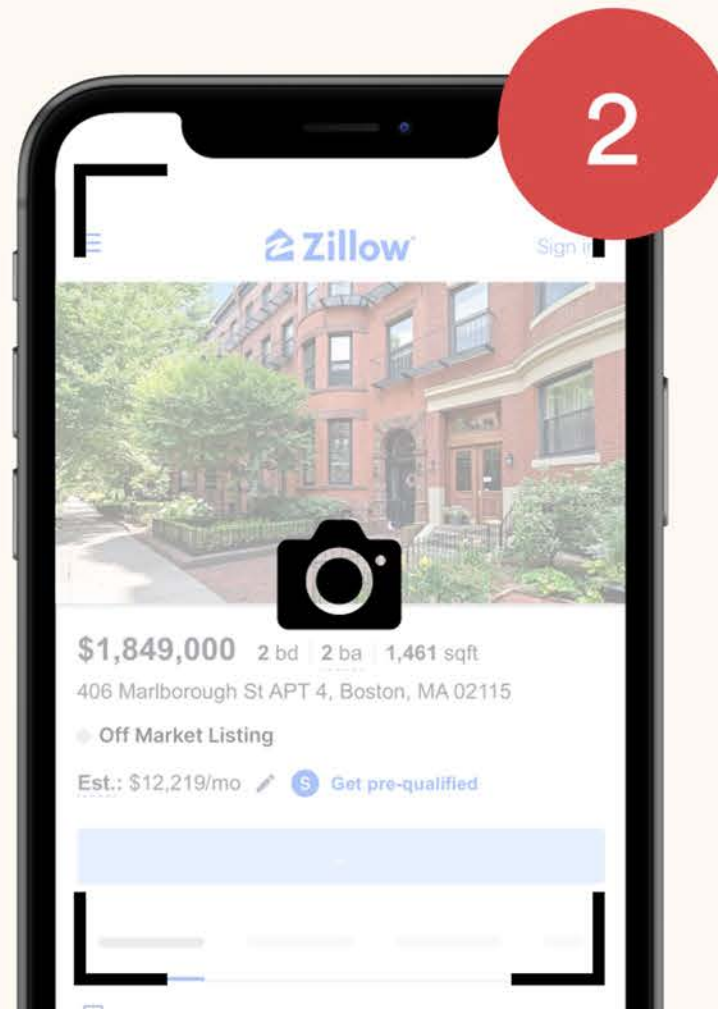 2
Zillow
Sign in
$1,849,000 2 bd 2 ba 1,461 sqft
406 Marlborough St APT 4, Boston, MA 02115
Off Market Listing
Est.: $12,219/mo S Get pre-qualified